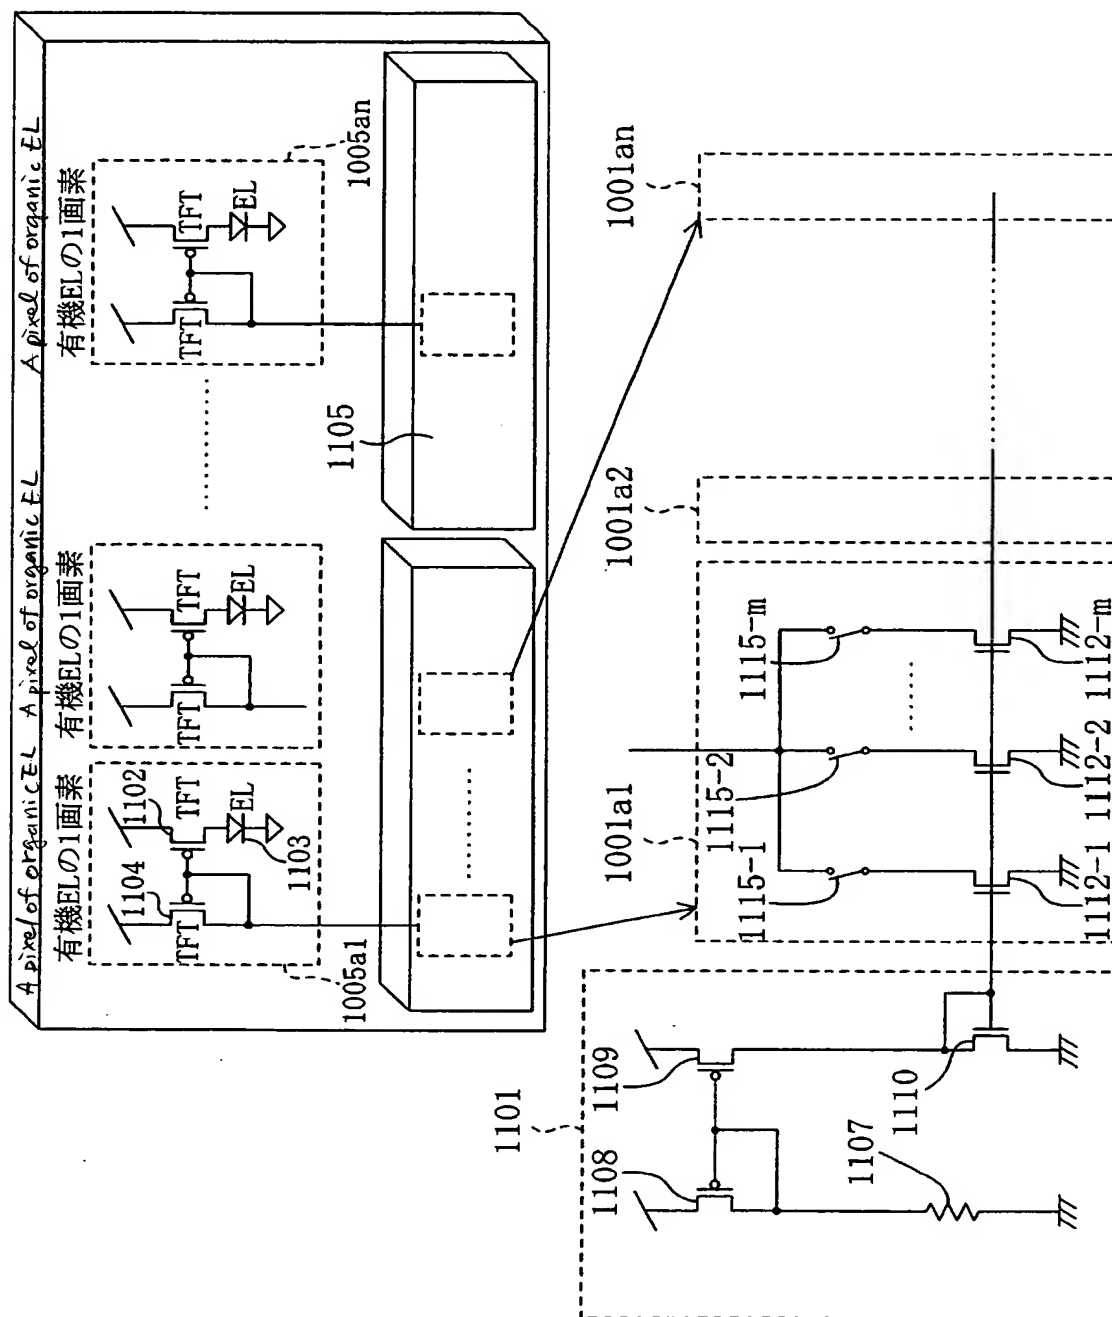 A pixel of organic EL
A pixel of organic EL
A pixel of organic EL
有機ELの1画素
有機ELの1画素
有機ELの1画素
1104
1102
TFT
TFT
EL
1103
1005a1
TFT
TFT
EL
TFT
TFT
EL
1005an
1105
1101
1108
1109
1107
1110
1001a1
1001a2
1001an
1115-1
1115-2
1115-m
1112-1
1112-2
1112-m